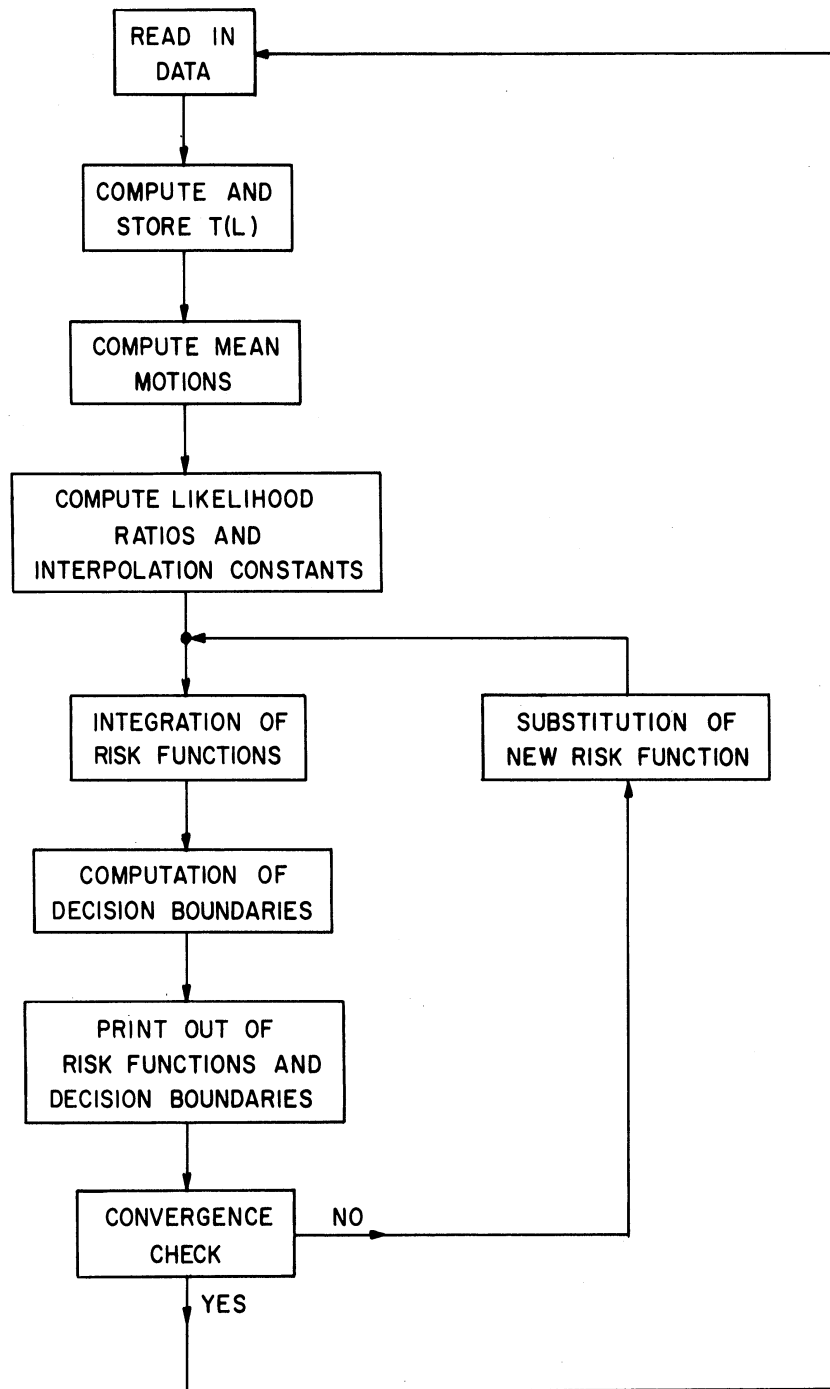 READ IN
DATA
COMPUTE AND
STORE T(L)
COMPUTE MEAN
MOTIONS
COMPUTE LIKELIHOOD
RATIOS AND
INTERPOLATION CONSTANTS
INTEGRATION OF
RISK FUNCTIONS
SUBSTITUTION OF
NEW RISK FUNCTION
COMPUTATION OF
DECISION BOUNDARIES
PRINT OUT OF
RISK FUNCTIONS AND
DECISION BOUNDARIES
CONVERGENCE
CHECK
NO
YES